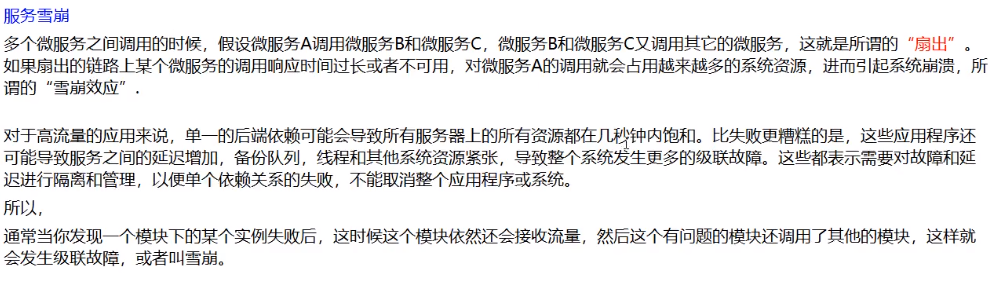 服务雪崩
多个微服务之间调用的时候，假设微服务A调用微服务B和微服务C，微服务B和微服务C又调用其它的微服务，这就是所谓的“扇出”。
如果扇出的链路上某个微服务的调用响应时间过长或者不可用，对微服务A的调用就会占用越来越多的系统资源，进而引起系统崩溃，所
谓的“雪崩效应”.
对于高流量的应用来说，单一的后端依赖可能会导致所有服务器上的所有资源都在几秒钟内饱和。比失败更糟糕的是，这些应用程序还
可能导致服务之间的延迟增加，备份队列，线程和其他系统资源紧张，导致整个系统发生更多的级联故障。这些都表示需要对故障和延
迟进行隔离和管理，以便单个依赖关系的失败，不能取消整个应用程序或系统。
所以，
通常当你发现一个模块下的某个实例失败后，这时候这个模块依然还会接收流量，然后这个有问题的模块还调用了其他的模块，这样就
会发生级联故障，或者叫雪崩。